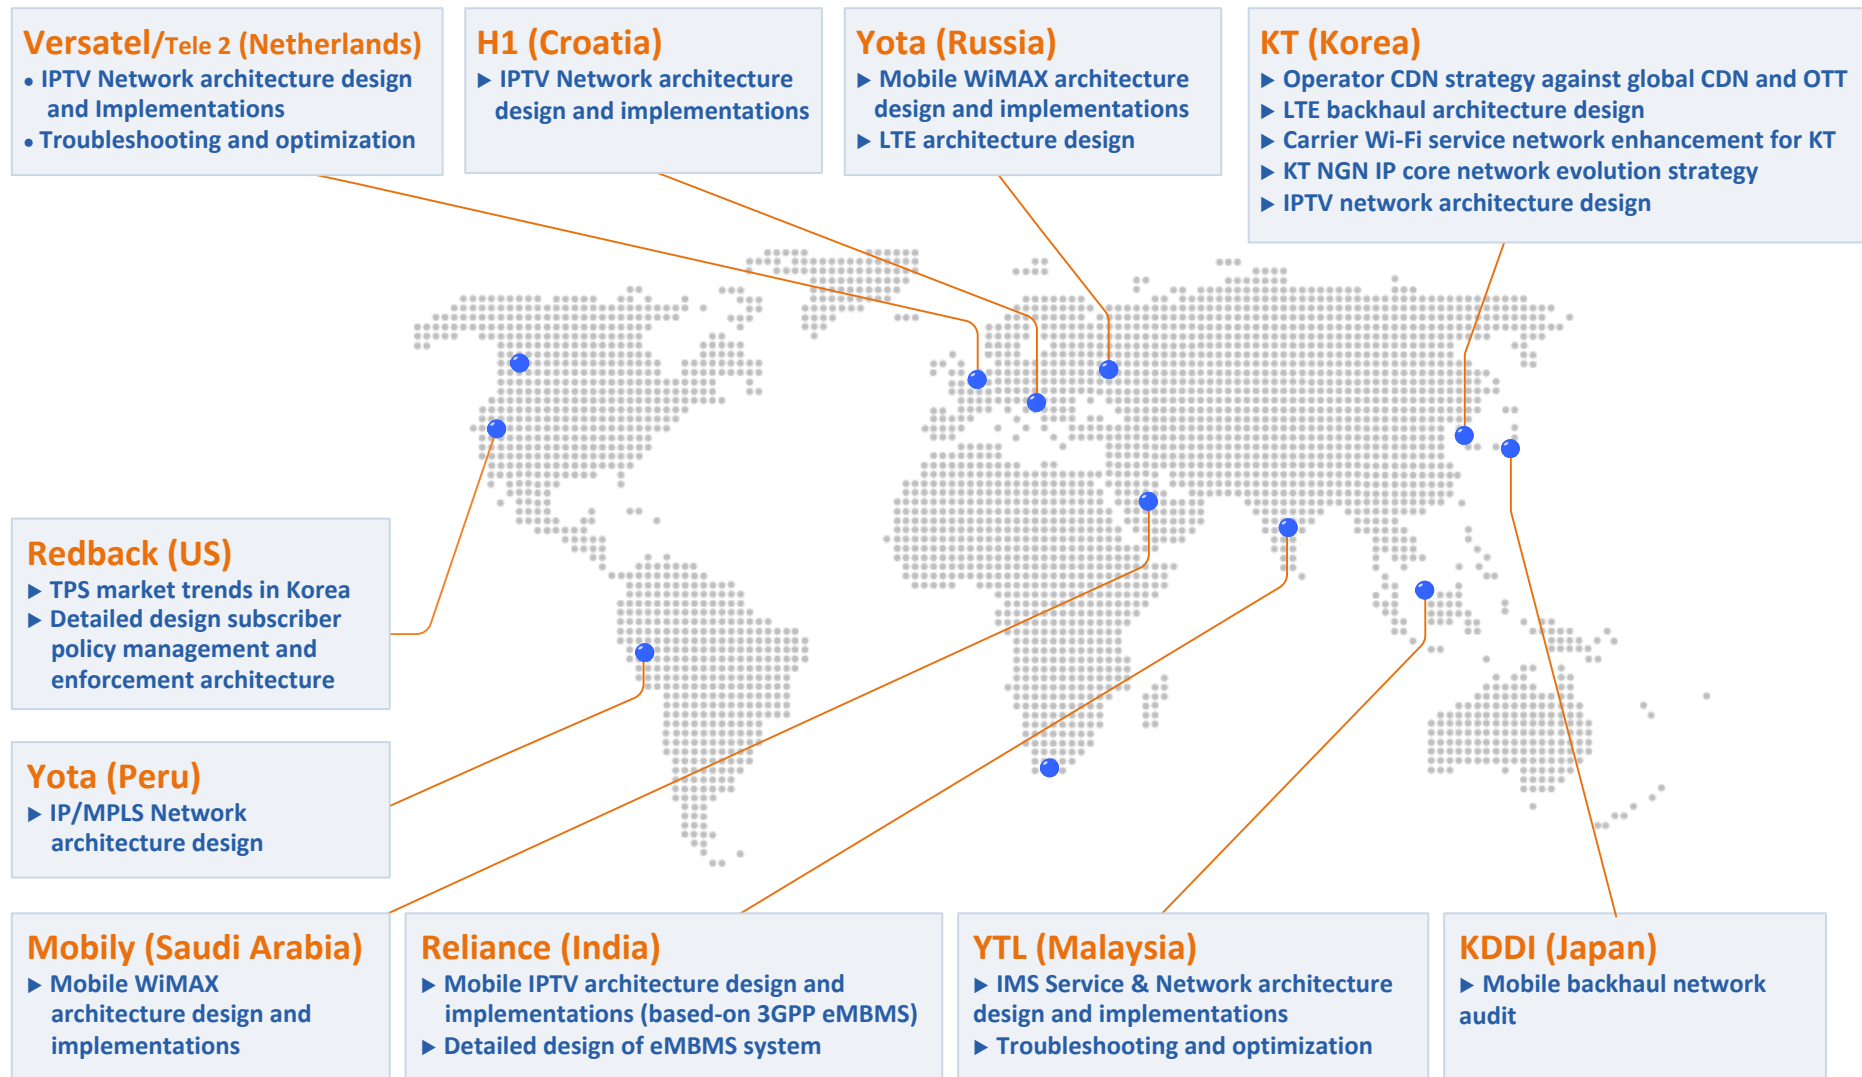 Versatel/Tele 2 (Netherlands)
• IPTV Network architecture design
and Implementations
• Troubleshooting and optimization
H1 (Croatia)
► IPTV Network architecture
design and implementations
Yota (Russia)
► Mobile WiMAX architecture
design and implementations
► LTE architecture design
KT (Korea)
► Operator CDN strategy against global CDN and OTT
► LTE backhaul architecture design
► Carrier Wi-Fi service network enhancement for KT
► KT NGN IP core network evolution strategy
► IPTV network architecture design
Redback (US)
► TPS market trends in Korea
► Detailed design subscriber
policy management and
enforcement architecture
Yota (Peru)
► IP/MPLS Network
architecture design
Mobily (Saudi Arabia)
► Mobile WiMAX
architecture design and
implementations
Reliance (India)
► Mobile IPTV architecture design and
implementations (based-on 3GPP eMBMS)
► Detailed design of eMBMS system
YTL (Malaysia)
► IMS Service & Network architecture
design and implementations
► Troubleshooting and optimization
KDDI (Japan)
► Mobile backhaul network
audit